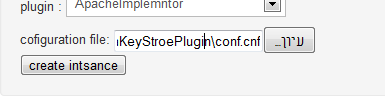 plugin : ApacheImplemntor
cofiguration file: KeyStroePlugin\conf.cnf עיון...
create intsance